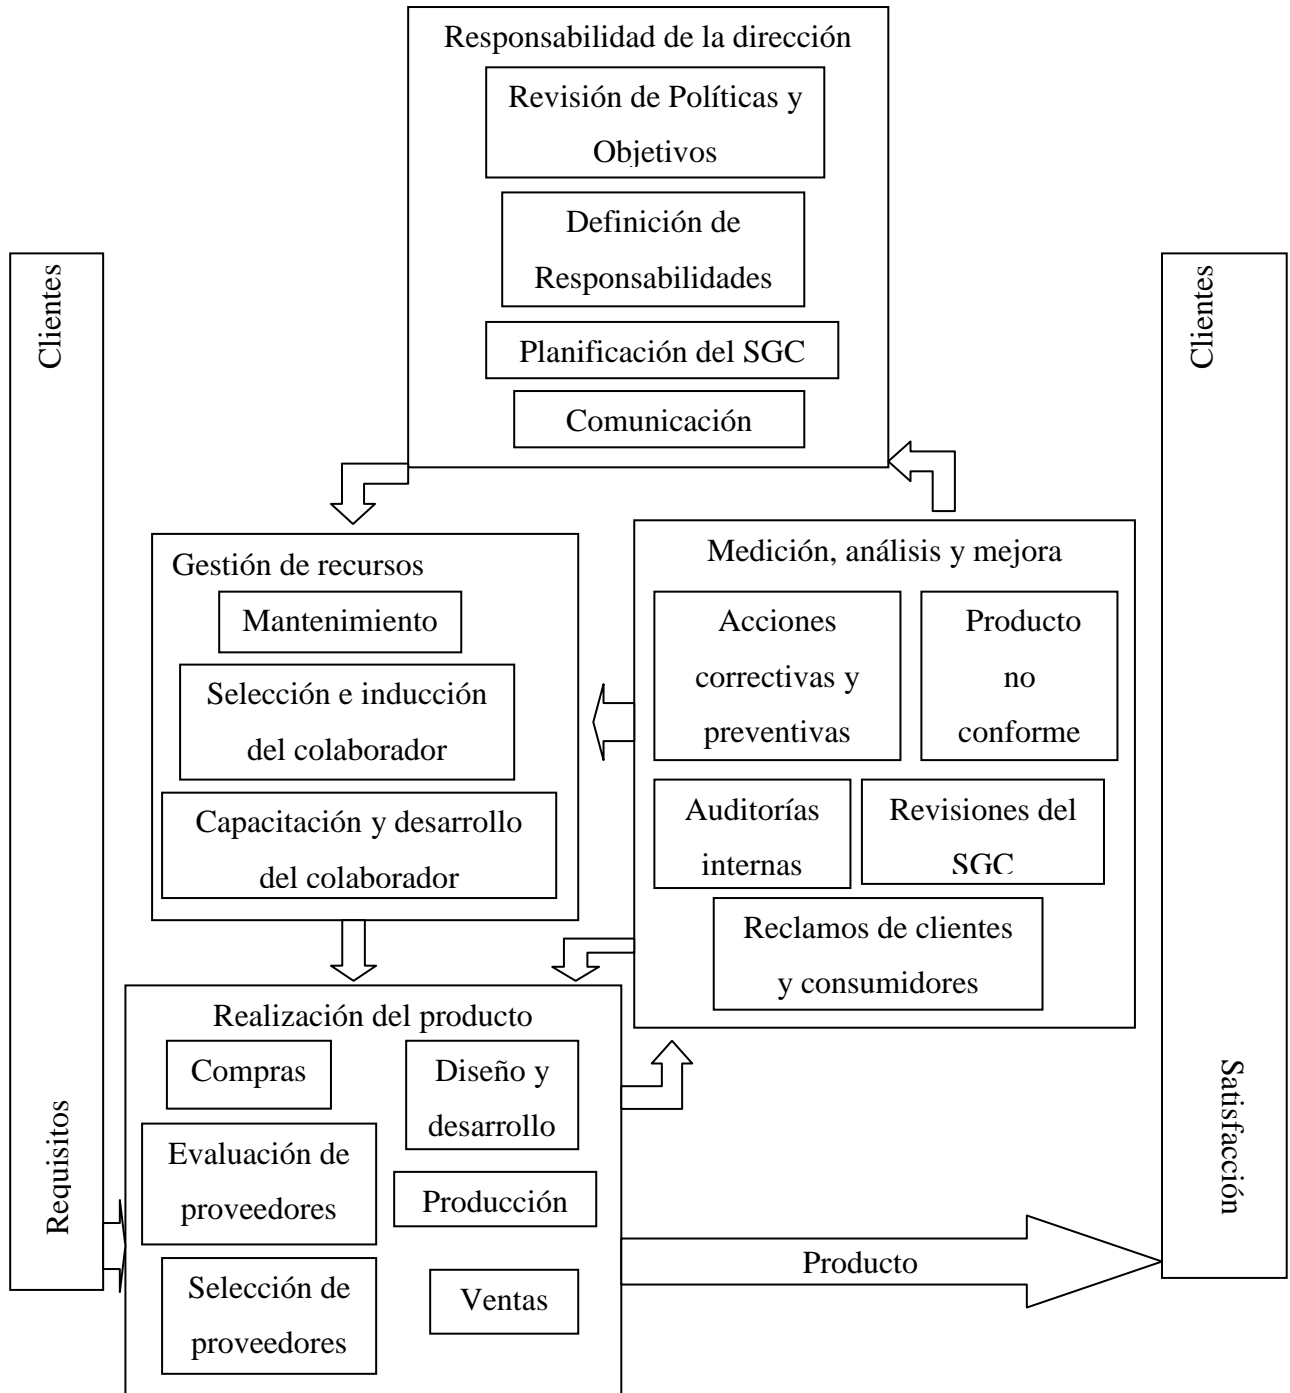 Responsabilidad de la dirección
Revisión de Políticas y
Objetivos
Definición de
Responsabilidades
Planificación del SGC
Comunicación
Clientes
Requisitos
Clientes
Satisfacción
Gestión de recursos
Mantenimiento
Selección e inducción
del colaborador
Capacitación y desarrollo
del colaborador
Medición, análisis y mejora
Acciones
correctivas y
preventivas
Producto
no
conforme
Auditorías
internas
Revisiones del
SGC
Reclamos de clientes
y consumidores
Realización del producto
Compras
Evaluación de
proveedores
Selección de
proveedores
Diseño y
desarrollo
Producción
Ventas
Producto